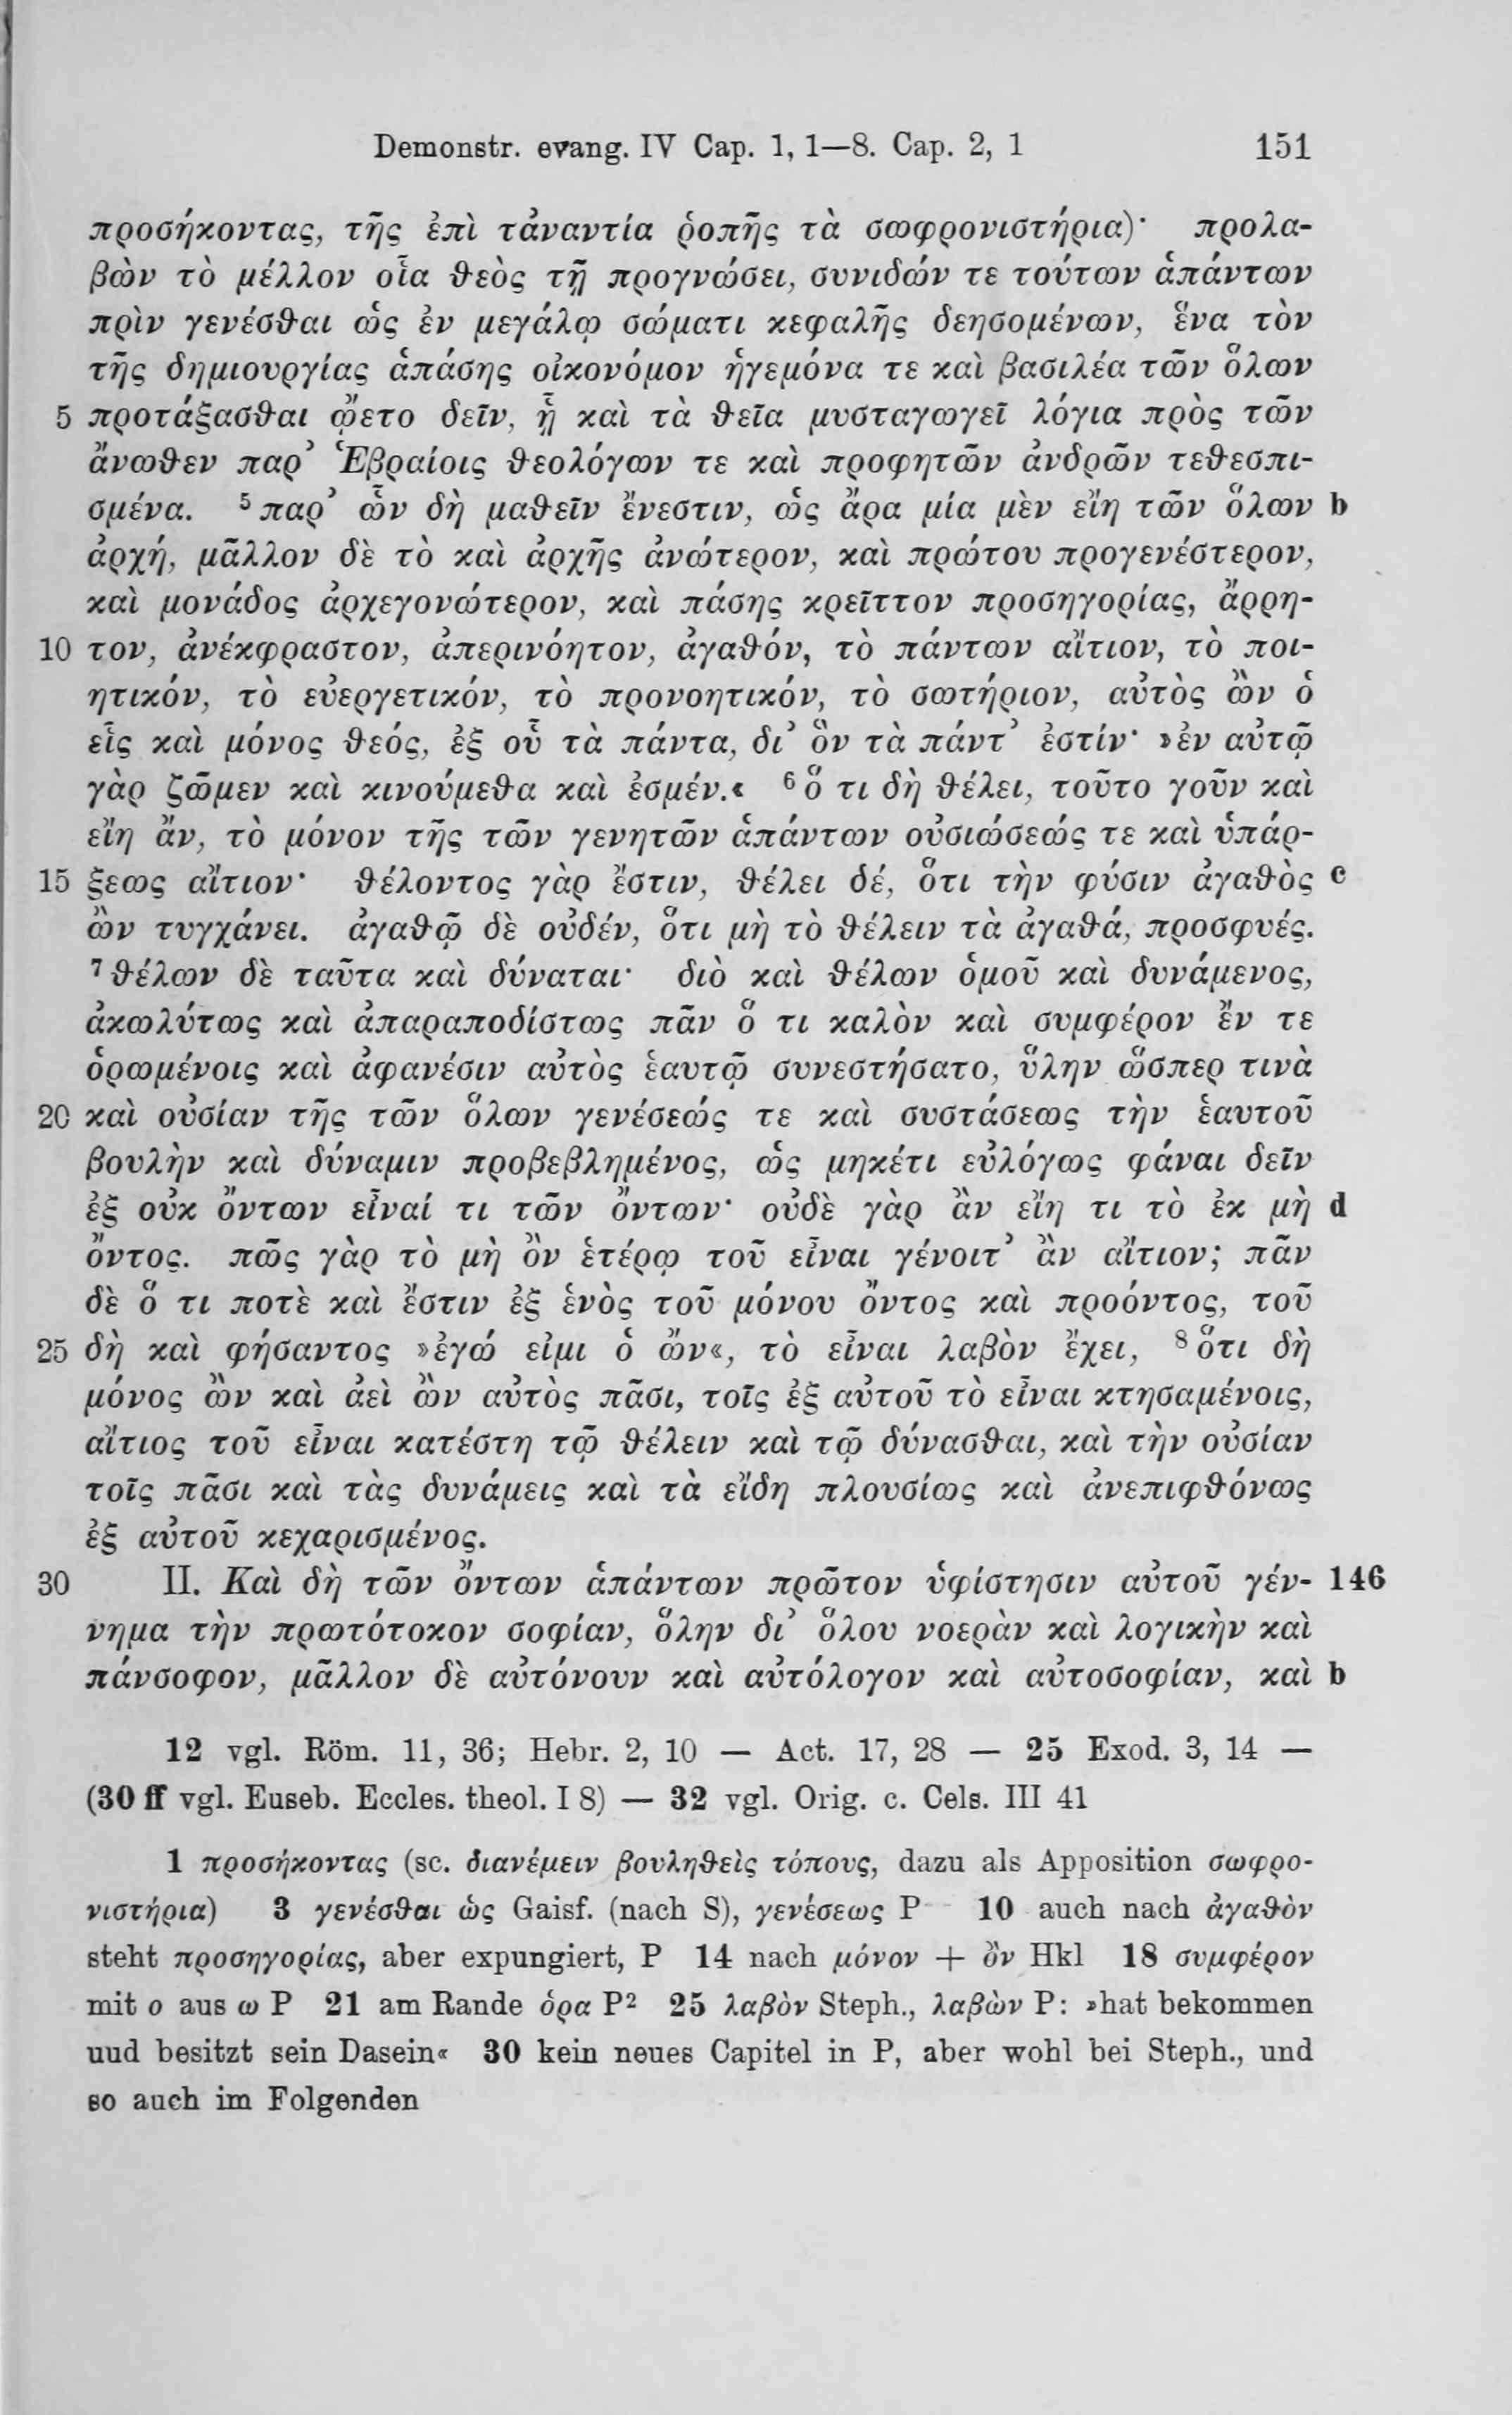 Demonstr. evang. IV Cap. 1, 1—8. Cap. 2, 1 151
προσήκοντας, τῆς ἐπὶ τἀναντία ῥοπῆς τὰ σωφρονιστήρια)· προλα-
βὼν τὸ μέλλον οἷα θεὸς τῇ προγνώσει, συνιδών τε τούτων ἁπάντων
πρὶν γενέσθαι ὡς ἐν μεγάλῳ σώματι κεφαλῆς δεησομένων, ἕνα τὸν
τῆς δημιουργίας ἁπάσης οἰκονόμον ἡγεμόνα τε καὶ βασιλέα τῶν ὅλων
5 προτάξασθαι ᾤετο δεῖν, ᾗ καὶ τὰ θεῖα μυσταγωγεῖ λόγια πρὸς τῶν
ἄνωθεν παρ’ Ἑβραίοις θεολόγων τε καὶ προφητῶν ἀνδρῶν τεθεσπι-
σμένα. ⁵ παρ’ ὧν δὴ μαθεῖν ἔνεστιν, ὡς ἄρα μία μὲν εἴη τῶν ὅλων b
ἀρχή, μᾶλλον δὲ τὸ καὶ ἀρχῆς ἀνώτερον, καὶ πρώτου προγενέστερον,
καὶ μονάδος ἀρχεγονώτερον, καὶ πάσης κρεῖττον προσηγορίας, ἄρρη-
10 τον, ἀνέκφραστον, ἀπερινόητον, ἀγαθόν, τὸ πάντων αἴτιον, τὸ ποι-
ητικόν, τὸ εὐεργετικόν, τὸ προνοητικόν, τὸ σωτήριον, αὐτὸς ὢν ὁ
εἷς καὶ μόνος θεός, ἐξ οὗ τὰ πάντα, δι’ ὃν τὰ πάντ’ ἐστίν· »ἐν αὐτῷ
γὰρ ζῶμεν καὶ κινούμεθα καὶ ἐσμέν.« ⁶ ὅ τι δὴ θέλει, τοῦτο γοῦν καὶ
εἴη ἄν, τὸ μόνον τῆς τῶν γενητῶν ἁπάντων οὐσιώσεώς τε καὶ ὑπάρ-
15 ξεως αἴτιον· θέλοντος γὰρ ἔστιν, θέλει δέ, ὅτι τὴν φύσιν ἀγαθὸς c
ὢν τυγχάνει. ἀγαθῷ δὲ οὐδέν, ὅτι μὴ τὸ θέλειν τὰ ἀγαθά, προσφυές.
⁷ θέλων δὲ ταῦτα καὶ δύναται· διὸ καὶ θέλων ὁμοῦ καὶ δυνάμενος,
ἀκωλύτως καὶ ἀπαραποδίστως πᾶν ὅ τι καλὸν καὶ συμφέρον ἔν τε
ὁρωμένοις καὶ ἀφανέσιν αὐτὸς ἑαυτῷ συνεστήσατο, ὕλην ὥσπερ τινὰ
20 καὶ οὐσίαν τῆς τῶν ὅλων γενέσεώς τε καὶ συστάσεως τὴν ἑαυτοῦ
βουλὴν καὶ δύναμιν προβεβλημένος, ὡς μηκέτι εὐλόγως φάναι δεῖν
ἐξ οὐκ ὄντων εἶναί τι τῶν ὄντων· οὐδὲ γὰρ ἂν εἴη τι τὸ ἐκ μὴ d
ὄντος. πῶς γὰρ τὸ μὴ ὂν ἑτέρῳ τοῦ εἶναι γένοιτ’ ἂν αἴτιον; πᾶν
δὲ ὅ τι ποτὲ καὶ ἔστιν ἐξ ἑνὸς τοῦ μόνου ὄντος καὶ προόντος, τοῦ
25 δὴ καὶ φήσαντος »ἐγώ εἰμι ὁ ὤν«, τὸ εἶναι λαβὸν ἔχει, ⁸ ὅτι δὴ
μόνος ὢν καὶ ἀεὶ ὢν αὐτὸς πᾶσι, τοῖς ἐξ αὐτοῦ τὸ εἶναι κτησαμένοις,
αἴτιος τοῦ εἶναι κατέστη τῷ θέλειν καὶ τῷ δύνασθαι, καὶ τὴν οὐσίαν
τοῖς πᾶσι καὶ τὰς δυνάμεις καὶ τὰ εἴδη πλουσίως καὶ ἀνεπιφθόνως
ἐξ αὐτοῦ κεχαρισμένος.
30 II. Καὶ δὴ τῶν ὄντων ἁπάντων πρῶτον ὑφίστησιν αὐτοῦ γέν- 146
νημα τὴν πρωτότοκον σοφίαν, ὅλην δι’ ὅλου νοερὰν καὶ λογικὴν καὶ
πάνσοφον, μᾶλλον δὲ αὐτόνουν καὶ αὐτόλογον καὶ αὐτοσοφίαν, καὶ b
12 vgl. Röm. 11, 36; Hebr. 2, 10 — Act. 17, 28 — 25 Exod. 3, 14 —
(30 ff vgl. Euseb. Eccles. theol. I 8) — 32 vgl. Orig. c. Cels. III 41
1 προσήκοντας (sc. διανέμειν βουληθεὶς τόπους, dazu als Apposition σωφρο-
νιστήρια) 3 γενέσθαι ὡς Gaisf. (nach S), γενέσεως P 10 auch nach ἀγαθὸν
steht προσηγορίας, aber expungiert, P 14 nach μόνον + ὂν Hkl 18 συμφέρον
mit ο aus ω P 21 am Rande ὅρα P² 25 λαβὸν Steph., λαβὼν P: »hat bekommen
uud besitzt sein Dasein« 30 kein neues Capitel in P, aber wohl bei Steph., und
so auch im Folgenden